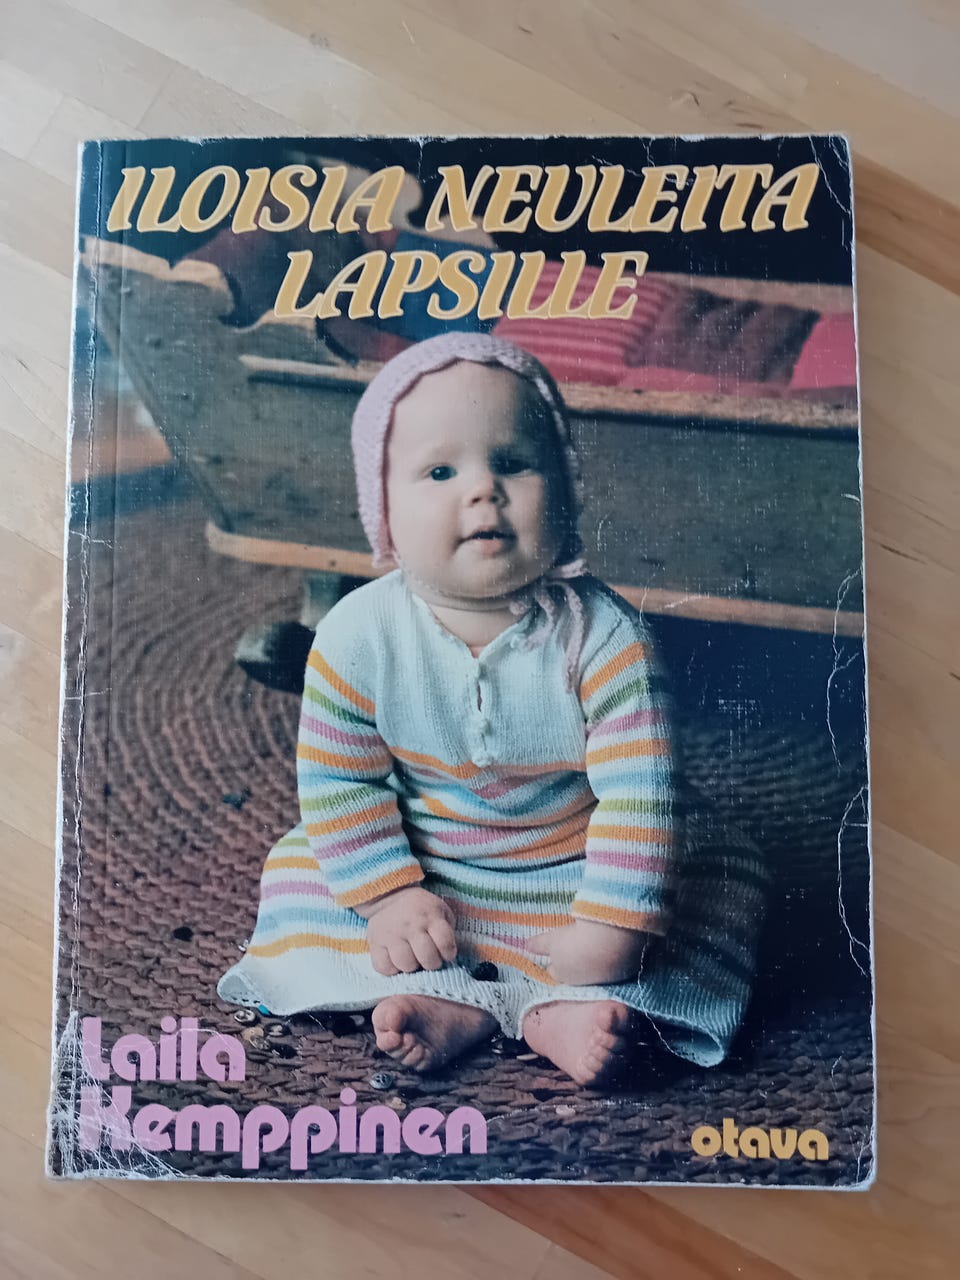 ILOISIA NEULEITA
LAPSILLE
Laila
Kemppinen
otava